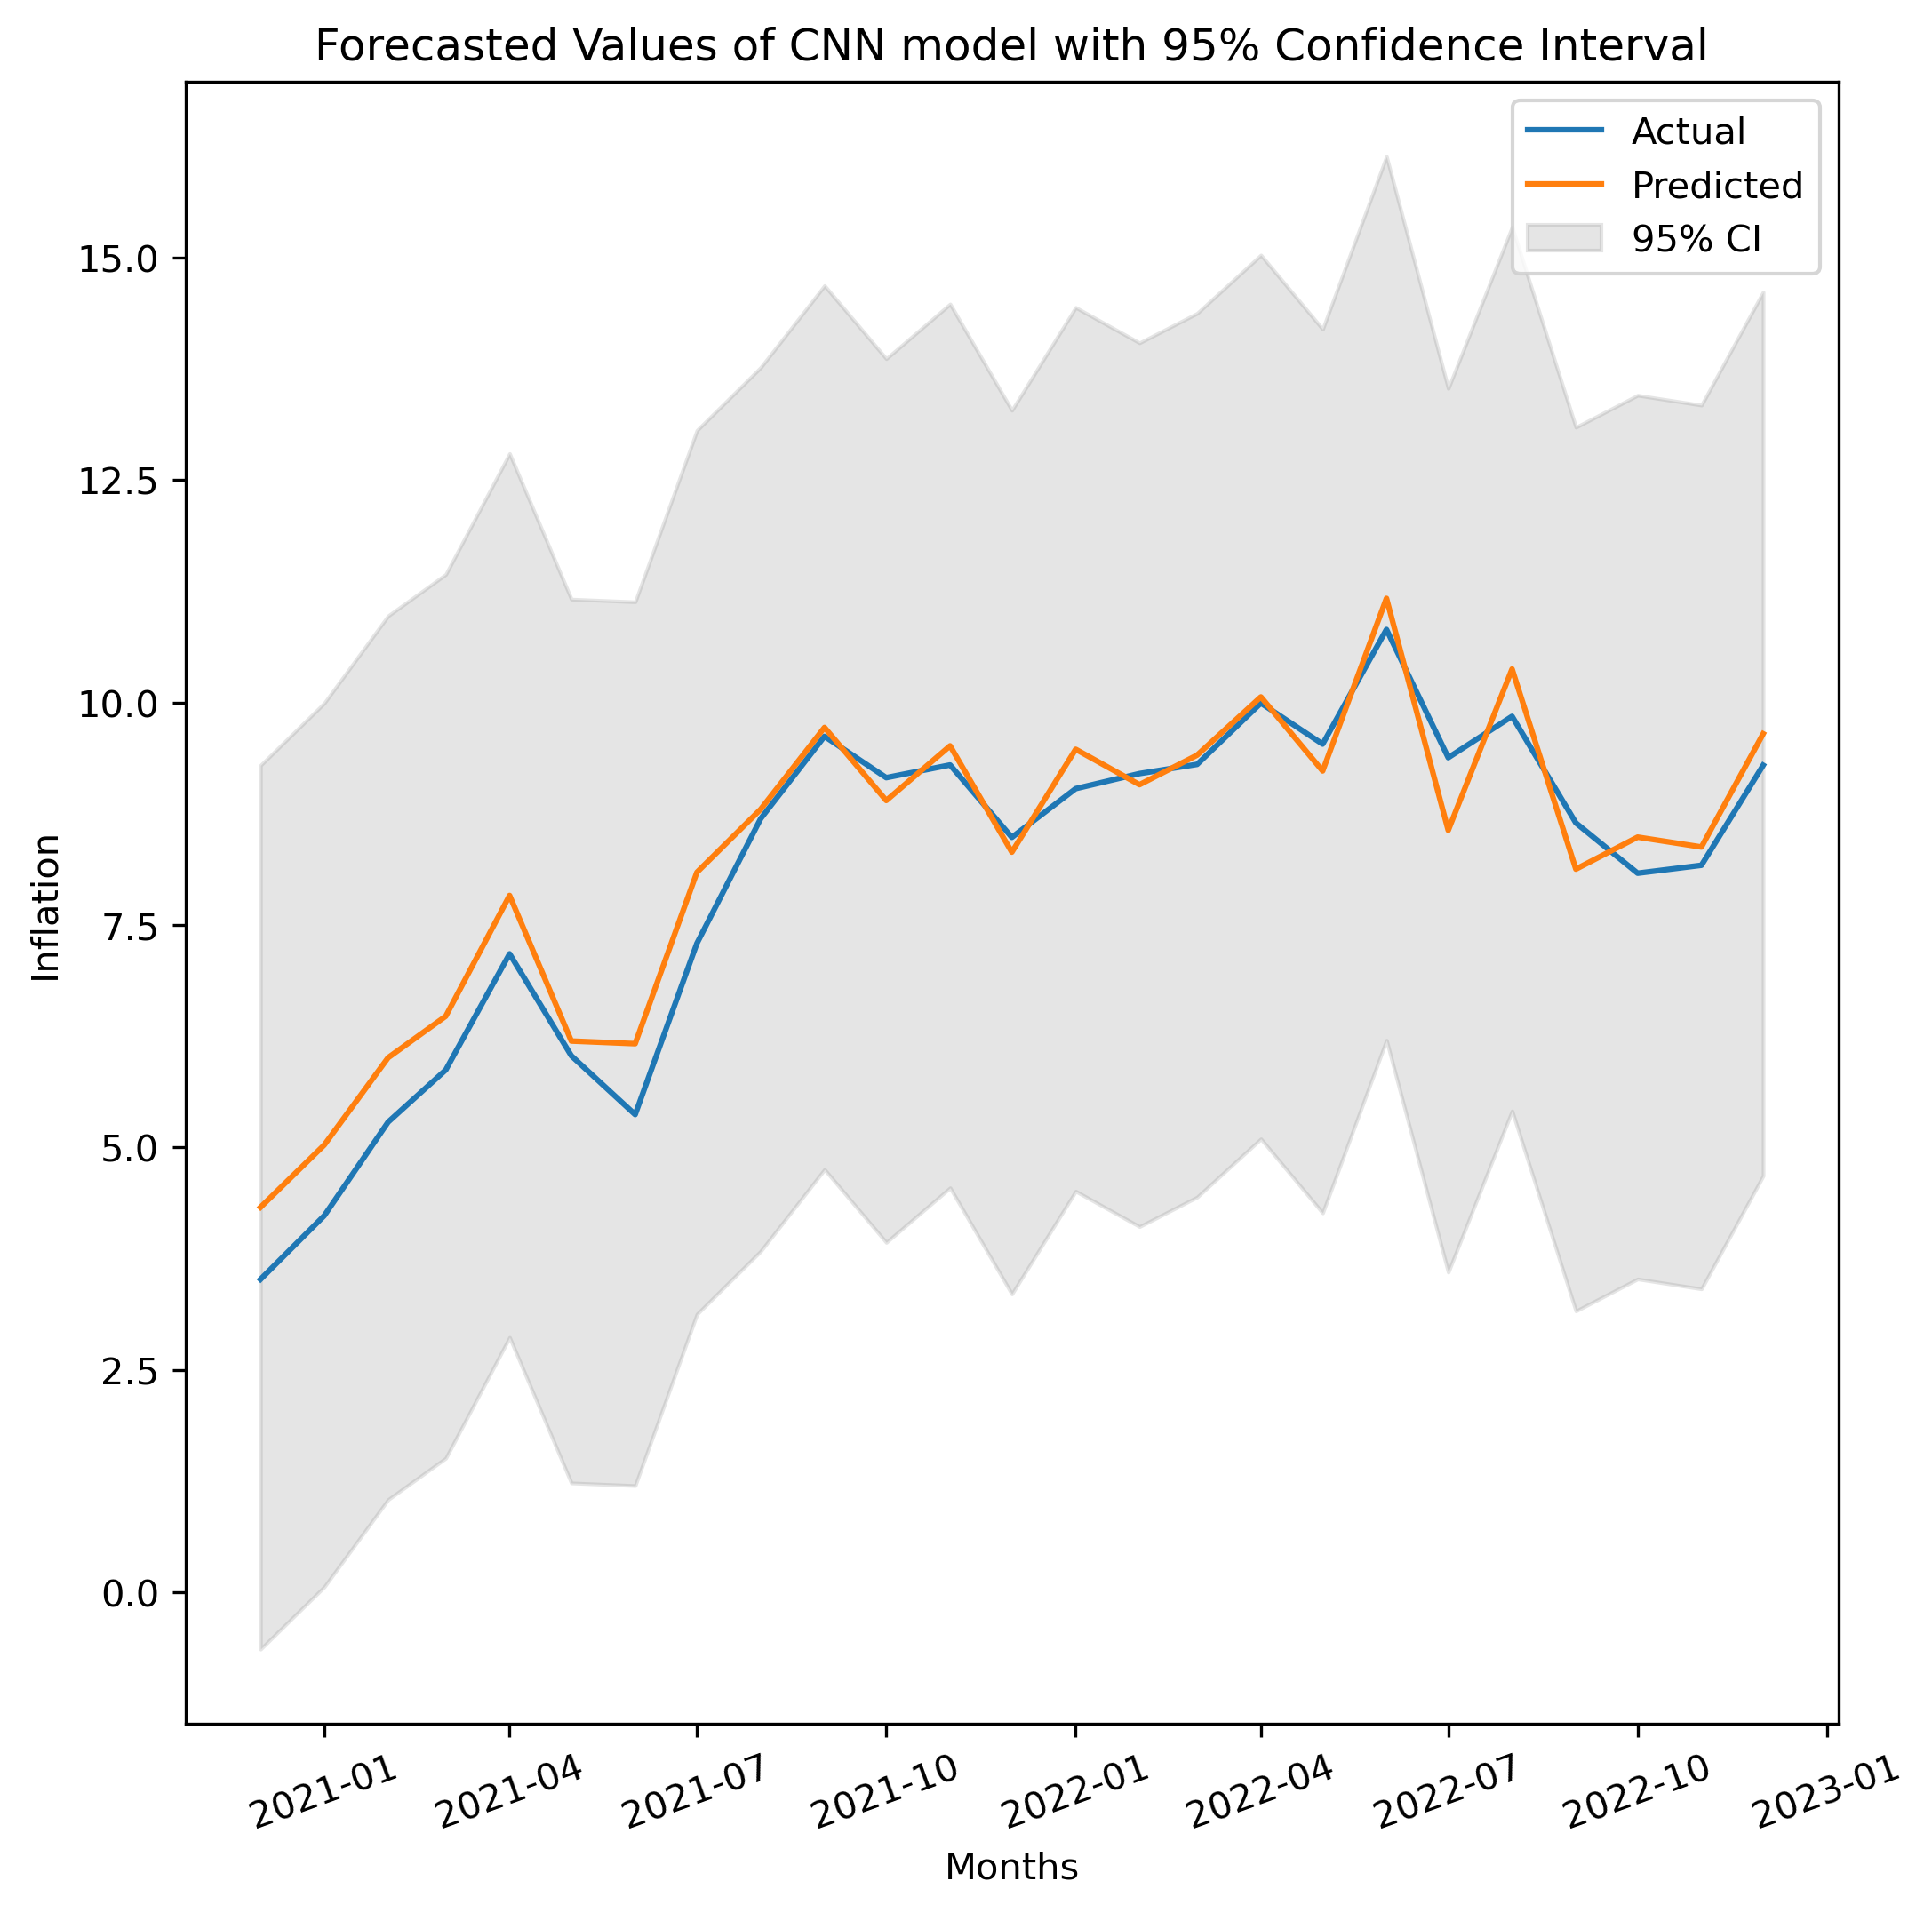 Forecasted Values of CNN model with 95% Confidence Interval
Actual
Predicted
95% CI
15.0
12.5
10.0
7.5
5.0
2.5
0.0
Inflation
2021-01
2021-04
2021-07
2021-10
2022-01
2022-04
2022-07
2022-10
2023-01
Months